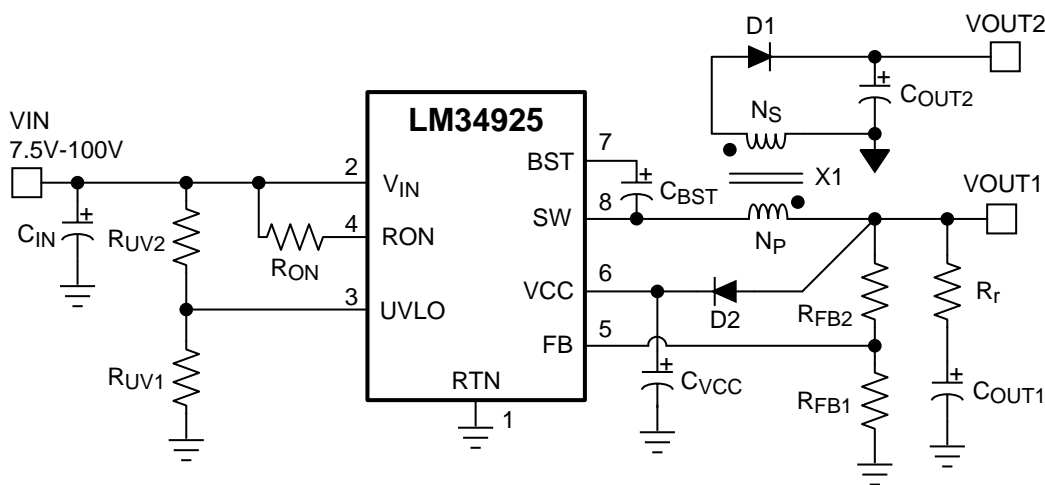 D1
VOUT2
COUT2
NS
LM34925
VIN
7.5V-100V
7
BST
X1
CBST
VOUT1
2
VIN
8
SW
NP
CIN
RUV2
4
RON
RON
6
VCC
D2
RFB2
Rr
3
UVLO
5
FB
RUV1
CVCC
RFB1
COUT1
RTN
1